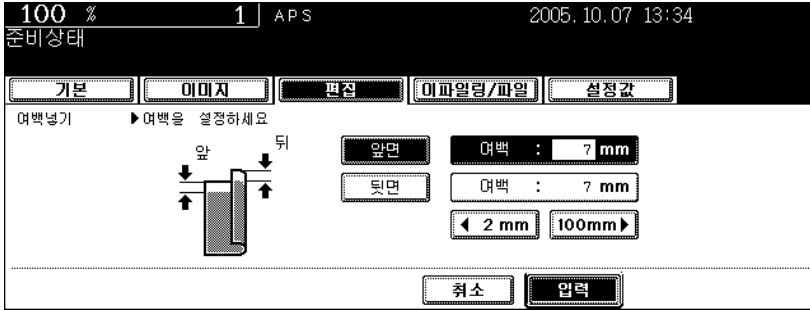 100 % 1 APS 2005.10.07 13:34
준비상태
기본 이미지 편집 이파일링/파일 설정값
여백넣기 ▶여백을 설정하세요
앞 뒤
앞면 여백 : 7 mm
뒷면 여백 : 7 mm
◀ 2 mm 100mm▶
취소 입력